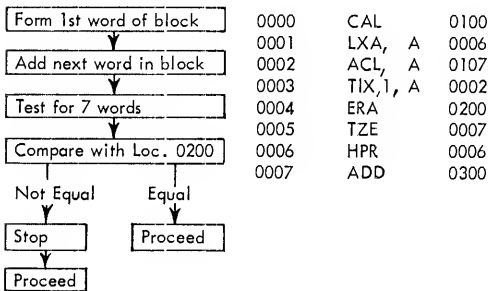 Form 1st word of block
Add next word in block
Test for 7 words
Compare with Loc. 0200
Not Equal Equal
Stop Proceed
Proceed
0000 CAL 0100
0001 LXA, A 0006
0002 ACL, A 0107
0003 TIX,1, A 0002
0004 ERA 0200
0005 TZE 0007
0006 HPR 0006
0007 ADD 0300